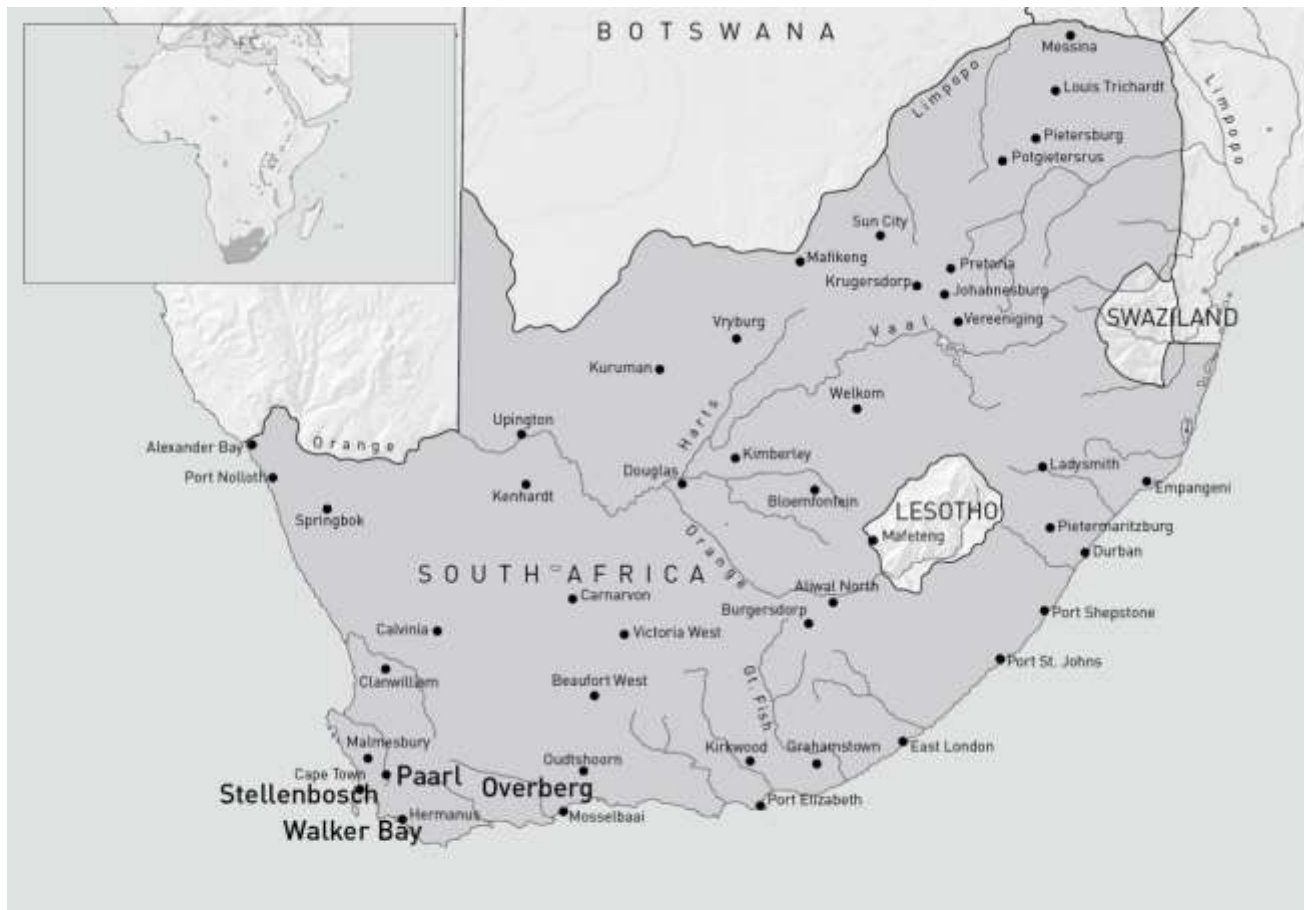 BOTSWANA
Messina
Limpopo
Louis Trichardt
Limpopo
Pietersburg
Potgietersrus
Sun City
Mafikeng
Pretoria
Krugersdorp
Johannesburg
Vaal
Vereeniging
SWAZILAND
Vryburg
Kuruman
Welkom
Harts
Upington
Orange
Alexander Bay
Kimberley
Ladysmith
Port Nolloth
Douglas
Kenhardt
Bloemfontein
Empangeni
Springbok
LESOTHO
Pietermaritzburg
Mafeteng
Durban
Orange
SOUTH AFRICA
Aliwal North
Carnarvon
Burgersdorp
Port Shepstone
Calvinia
Victoria West
Port St. Johns
Clanwilliam
Beaufort West
Gt. Fish
Malmesbury
Oudtshoorn
Kirkwood
Grahamstown
East London
Cape Town
Paarl
Overberg
Stellenbosch
Port Elizabeth
Hermanus
Mosselbaai
Walker Bay